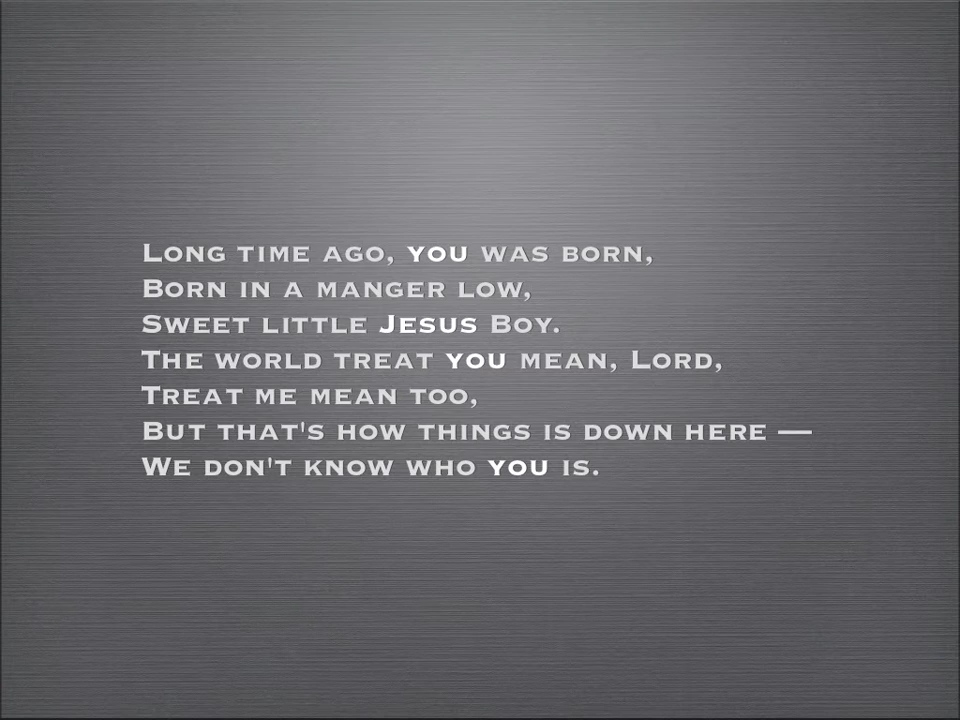 Long time ago, you was born,
Born in a manger low,
Sweet little Jesus Boy.
The world treat you mean, Lord,
Treat me mean too,
But that's how things is down here —
We don't know who you is.